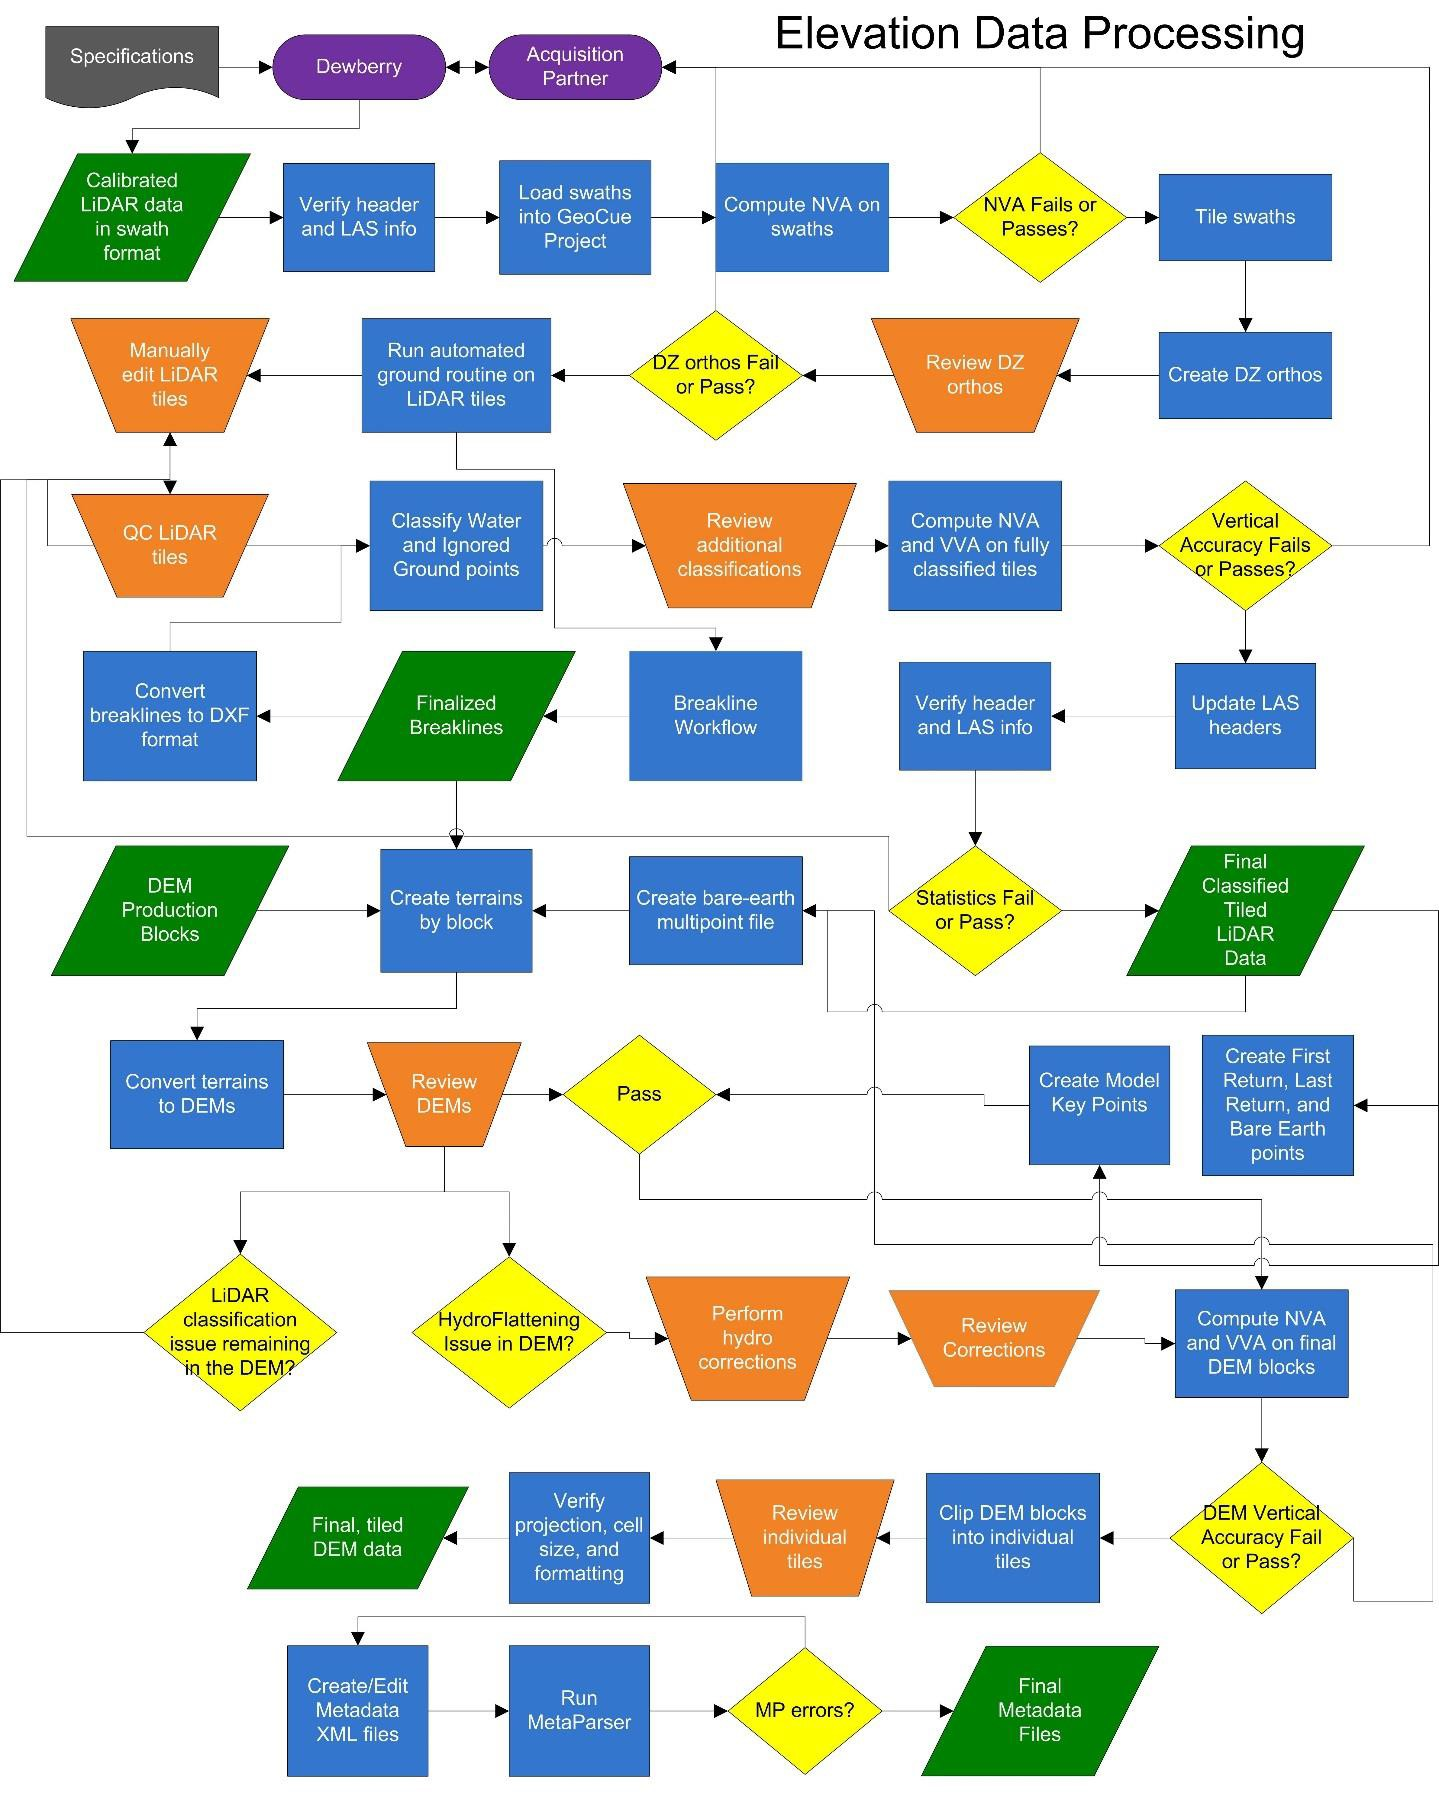 Elevation Data Processing
Specifications
Dewberry
Acquisition
Partner
Calibrated
LiDAR data
in swath
format
Verify header
and LAS info
Load swaths
into GeoCue
Project
Compute NVA on
swaths
NVA Fails or
Passes?
Tile swaths
Manually
edit LiDAR
tiles
Run automated
ground routine on
LiDAR tiles
DZ orthos Fail
or Pass?
Review DZ
orthos
Create DZ orthos
QC LiDAR
tiles
Classify Water
and Ignored
Ground points
Review
additional
classifications
Compute NVA
and VVA on fully
classified tiles
Vertical
Accuracy Fails
or Passes?
Convert
breaklines to DXF
format
Finalized
Breaklines
Breakline
Workflow
Verify header
and LAS info
Update LAS
headers
DEM
Production
Blocks
Create terrains
by block
Create bare-earth
multipoint file
Statistics Fail
or Pass?
Final
Classified
Tiled
LiDAR
Data
Convert terrains
to DEMs
Review
DEMs
Pass
Create Model
Key Points
Create First
Return, Last
Return, and
Bare Earth
points
LiDAR
classification
issue remaining
in the DEM?
HydroFlattening
Issue in DEM?
Perform
hydro
corrections
Review
Corrections
Compute NVA
and VVA on final
DEM blocks
Final, tiled
DEM data
Verify
projection, cell
size, and
formatting
Review
individual
tiles
Clip DEM blocks
into individual
tiles
DEM Vertical
Accuracy Fail
or Pass?
Create/Edit
Metadata
XML files
Run
MetaParser
MP errors?
Final
Metadata
Files